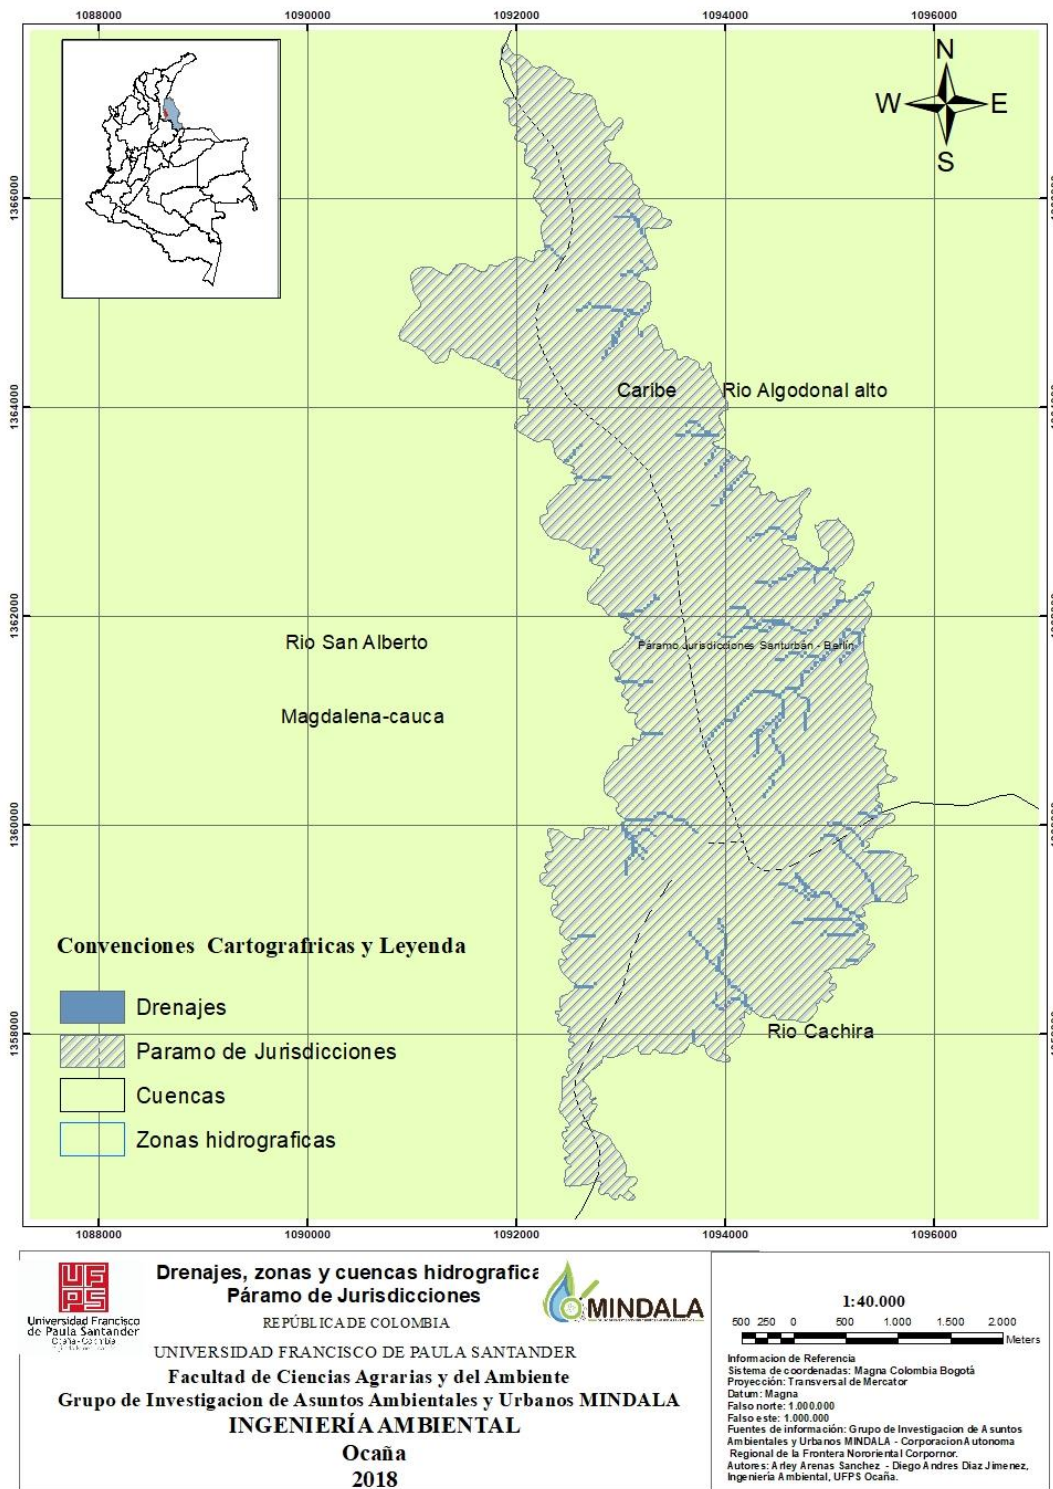 1088000 1090000 1092000 1094000 1096000
N
W E
S
1366000
1364000
Caribe Rio Algodonal alto
1362000
Rio San Alberto
Páramo Jurisdicciones Santurbán - Berlín
Magdalena-cauca
1360000
Convenciones Cartografricas y Leyenda
Drenajes
Paramo de Jurisdicciones
Cuencas
Zonas hidrograficas
1358000
Rio Cachira
1088000 1090000 1092000 1094000 1096000
UFPS
Universidad Francisco
de Paula Santander
Ocaña - Colombia
Drenajes, zonas y cuencas hidrografica
Páramo de Jurisdicciones
REPÚBLICA DE COLOMBIA
MINDALA
UNIVERSIDAD FRANCISCO DE PAULA SANTANDER
Facultad de Ciencias Agrarias y del Ambiente
Grupo de Investigacion de Asuntos Ambientales y Urbanos MINDALA
INGENIERÍA AMBIENTAL
Ocaña
2018
1:40.000
500 250 0 500 1.000 1.500 2.000
Meters
Informacion de Referencia
Sistema de coordenadas: Magna Colombia Bogotá
Proyección: Transversal de Mercator
Datum: Magna
Falso norte: 1.000.000
Falso este: 1.000.000
Fuentes de información: Grupo de Investigacion de Asuntos
Ambientales y Urbanos MINDALA - Corporacion Autonoma
Regional de la Frontera Nororiental Corpornor.
Autores: Arley Arenas Sanchez - Diego Andres Diaz Jimenez,
Ingeniería Ambiental, UFPS Ocaña.